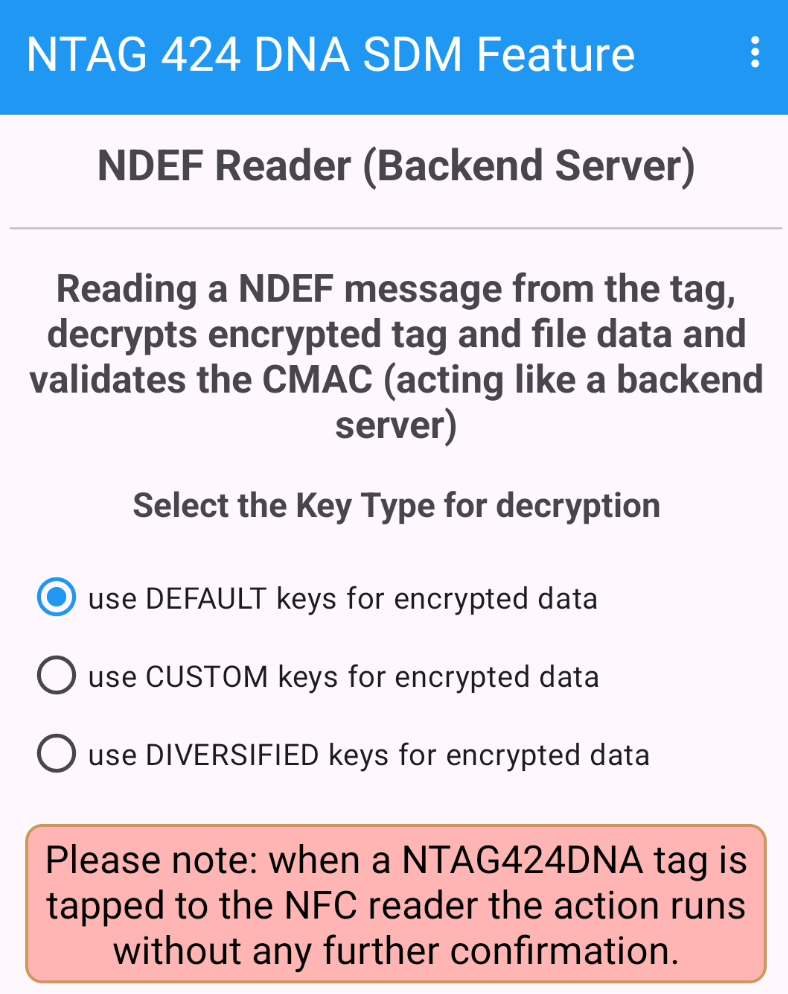 NTAG 424 DNA SDM Feature
NDEF Reader (Backend Server)
Reading a NDEF message from the tag,
decrypts encrypted tag and file data and
validates the CMAC (acting like a backend
server)
Select the Key Type for decryption
use DEFAULT keys for encrypted data
use CUSTOM keys for encrypted data
use DIVERSIFIED keys for encrypted data
Please note: when a NTAG424DNA tag is
tapped to the NFC reader the action runs
without any further confirmation.